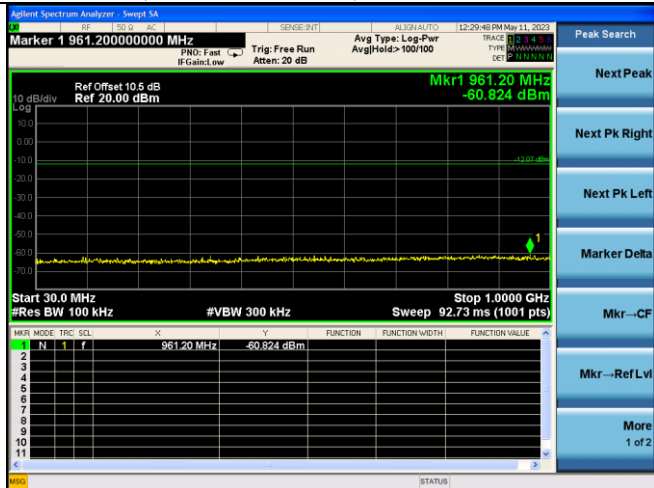 Agilent Spectrum Analyzer - Swept SA
RF 50 Ω AC SENSE:INT ALIGN AUTO 12:29:48 PM May 11, 2023
Marker 1 961.200000000 MHz
PNO: Fast
IFGain:Low
Trig: Free Run
Atten: 20 dB
Avg Type: Log-Pwr
Avg|Hold:>100/100
TRACE 1 2 3 4 5 6
TYPE M
DET P N N N N N
Peak Search
Next Peak
Next Pk Right
Next Pk Left
Marker Delta
Mkr→CF
Mkr→Ref Lvl
More
1 of 2
10 dB/div
Log
Ref Offset 10.5 dB
Ref 20.00 dBm
Mkr1 961.20 MHz
-60.824 dBm
10.0
0.00
-10.0
-12.07 dBm
-20.0
-30.0
-40.0
-50.0
-60.0
-70.0
1
Start 30.0 MHz
#Res BW 100 kHz
#VBW 300 kHz
Stop 1.0000 GHz
Sweep 92.73 ms (1001 pts)
MKR MODE TRC SCL X Y FUNCTION FUNCTION WIDTH FUNCTION VALUE
1 N 1 f 961.20 MHz -60.824 dBm
2
3
4
5
6
7
8
9
10
11
MSG STATUS